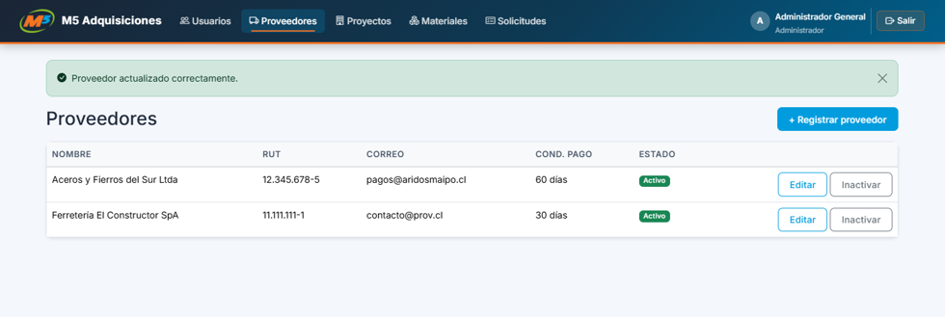 M5 M5 Adquisiciones Usuarios Proveedores Proyectos Materiales Solicitudes A Administrador General Administrador Salir
Proveedor actualizado correctamente.
Proveedores + Registrar proveedor
NOMBRE RUT CORREO COND. PAGO ESTADO
Aceros y Fierros del Sur Ltda 12.345.678-5 pagos@aridosmaipo.cl 60 días Activo Editar Inactivar
Ferretería El Constructor SpA 11.111.111-1 contacto@prov.cl 30 días Activo Editar Inactivar